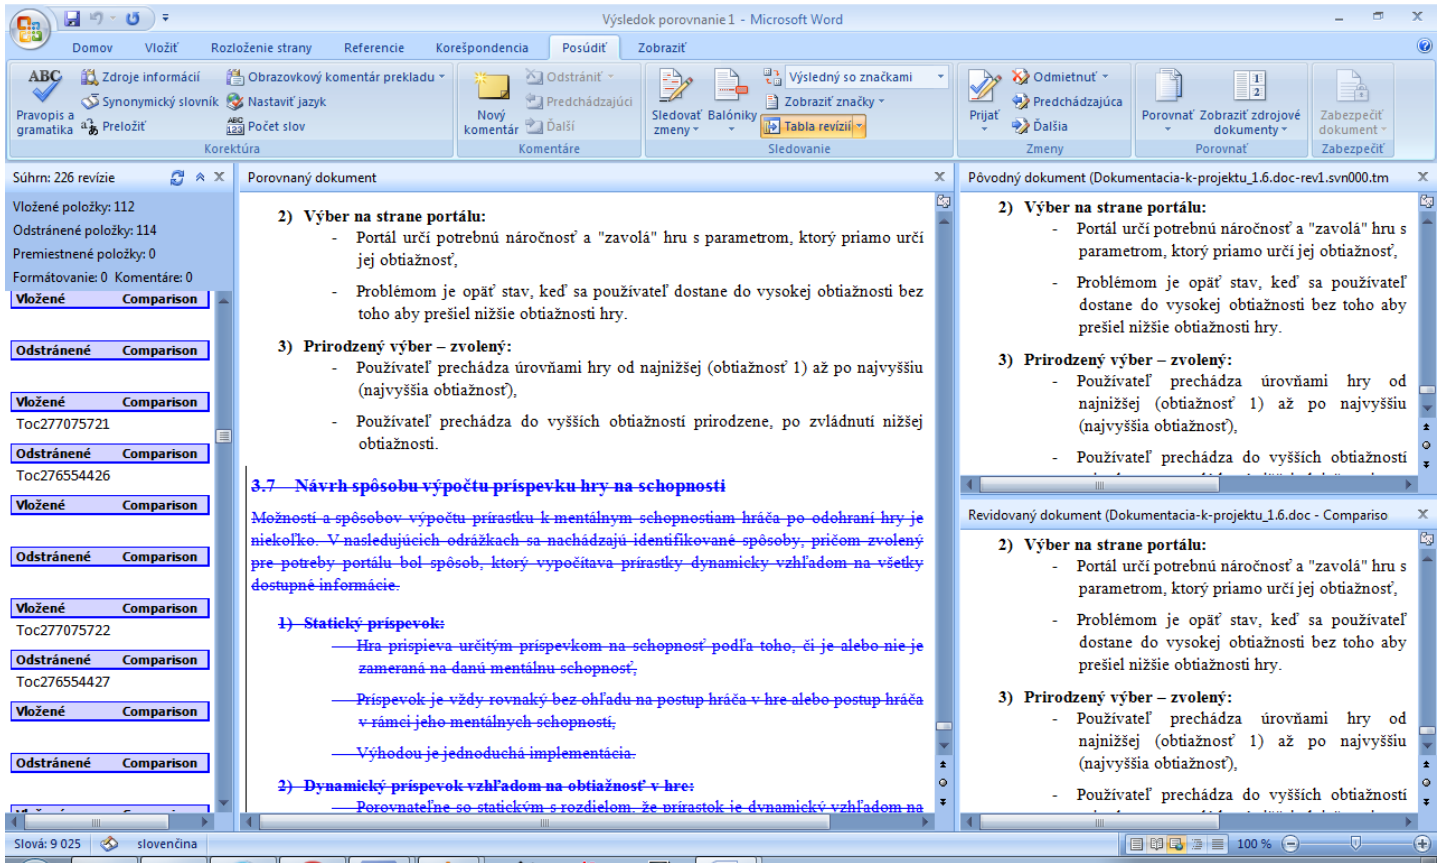 Výsledok porovnanie1 - Microsoft Word
Domov Vložiť Rozloženie strany Referencie Korešpondencia Posúdiť Zobraziť
ABC
Pravopis a
gramatika
Zdroje informácií
Synonymický slovník
Preložiť
Obrazovkový komentár prekladu
Nastaviť jazyk
Počet slov
Korektúra
Nový
komentár
Odstrániť
Predchádzajúci
Ďalší
Komentáre
Sledovať
zmeny
Balóniky
Výsledný so značkami
Zobraziť značky
Tabla revízií
Sledovanie
Prijať
Odmietnuť
Predchádzajúca
Ďalšia
Zmeny
Porovnať
Zobraziť zdrojové
dokumenty
Porovnať
Zabezpečiť
dokument
Zabezpečiť
Súhrn: 226 revízie
Vložené položky: 112
Odstránené položky: 114
Premiestnené položky: 0
Formátovanie: 0 Komentáre: 0
Vložené Comparison
Odstránené Comparison
Vložené Comparison
Toc277075721
Odstránené Comparison
Toc276554426
Vložené Comparison
Odstránené Comparison
Vložené Comparison
Toc277075722
Odstránené Comparison
Toc276554427
Vložené Comparison
Odstránené Comparison
Porovnaný dokument
2) Výber na strane portálu:
- Portál určí potrebnú náročnosť a "zavolá" hru s parametrom, ktorý priamo určí
jej obtiažnosť,
- Problémom je opäť stav, keď sa používateľ dostane do vysokej obtiažnosti bez
toho aby prešiel nižšie obtiažnosti hry.
3) Prirodzený výber – zvolený:
- Používateľ prechádza úrovňami hry od najnižšej (obtiažnosť 1) až po najvyššiu
(najvyššia obtiažnosť),
- Používateľ prechádza do vyšších obtiažností prirodzene, po zvládnutí nižšej
obtiažnosti.
3.7 Návrh spôsobu výpočtu príspevku hry na schopnosti
Možností a spôsobov výpočtu prírastku k mentálnym schopnostiam hráča po odohraní hry je
niekoľko. V nasledujúcich odrážkach sa nachádzajú identifikované spôsoby, pričom zvolený
pre potreby portálu bol spôsob, ktorý vypočítava prírastky dynamicky vzhľadom na všetky
dostupné informácie.
1) Statický príspevok:
- Hra prispieva určitým príspevkom na schopnosť podľa toho, či je alebo nie je
zameraná na danú mentálnu schopnosť,
- Príspevok je vždy rovnaký bez ohľadu na postup hráča v hre alebo postup hráča
v rámci jeho mentálnych schopností,
- Výhodou je jednoduchá implementácia.
2) Dynamický príspevok vzhľadom na obtiažnosť v hre:
- Porovnateľne so statickým s rozdielom, že prírastok je dynamický vzhľadom na
Pôvodný dokument (Dokumentacia-k-projektu_1.6.doc-rev1.svn000.tm
2) Výber na strane portálu:
- Portál určí potrebnú náročnosť a "zavolá" hru s
parametrom, ktorý priamo určí jej obtiažnosť,
- Problémom je opäť stav, keď sa používateľ
dostane do vysokej obtiažnosti bez toho aby
prešiel nižšie obtiažnosti hry.
3) Prirodzený výber – zvolený:
- Používateľ prechádza úrovňami hry od
najnižšej (obtiažnosť 1) až po najvyššiu
(najvyššia obtiažnosť),
- Používateľ prechádza do vyšších obtiažností
Revidovaný dokument (Dokumentacia-k-projektu_1.6.doc - Compariso
2) Výber na strane portálu:
- Portál určí potrebnú náročnosť a "zavolá" hru s
parametrom, ktorý priamo určí jej obtiažnosť,
- Problémom je opäť stav, keď sa používateľ
dostane do vysokej obtiažnosti bez toho aby
prešiel nižšie obtiažnosti hry.
3) Prirodzený výber – zvolený:
- Používateľ prechádza úrovňami hry od
najnižšej (obtiažnosť 1) až po najvyššiu
(najvyššia obtiažnosť),
- Používateľ prechádza do vyšších obtiažností
Slová: 9 025 slovenčina 100 %